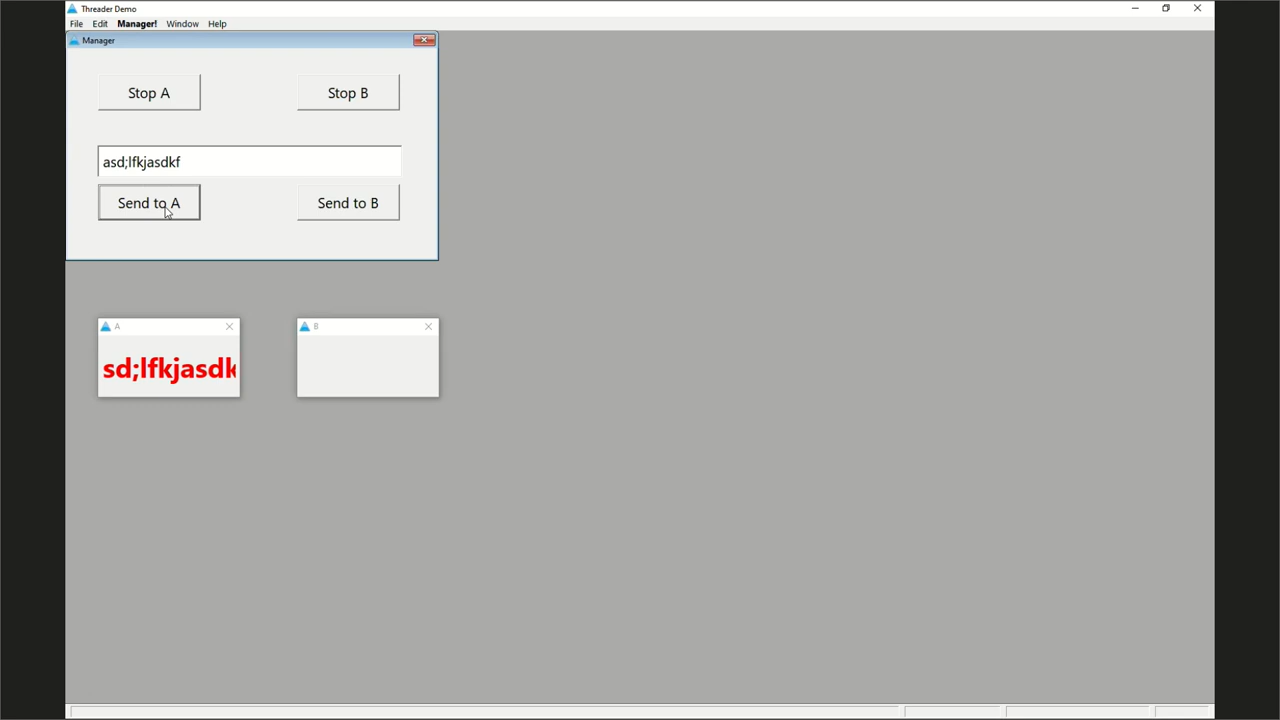 Threader Demo
File Edit Manager! Window Help
Manager
Stop A Stop B
asd;lfkjasdkf
Send to A Send to B
A B
sd;lfkjasdk